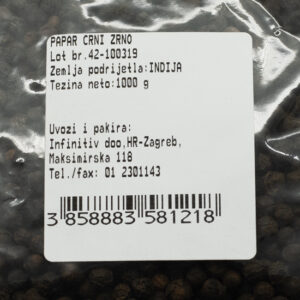 PAPAR CRNI ZRNO
Lot br.42-100319
Zemlja podrijetla:INDIJA
Tezina neto:1000 g
Uvozi i pakira:
Infinitiv doo,HR-Zagreb,
Maksimirska 118
Tel./fax: 01 2301143
3 858883 581218